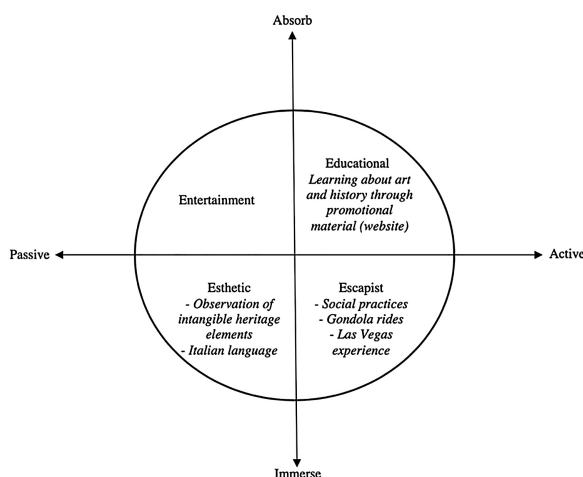 Absorb
Educational
Learning about art
and history through
promotional
material (website)
Entertainment
Passive
Active
Esthetic
- Observation of
intangible heritage
elements
- Italian language
Escapist
- Social practices
- Gondola rides
- Las Vegas
experience
Immerse